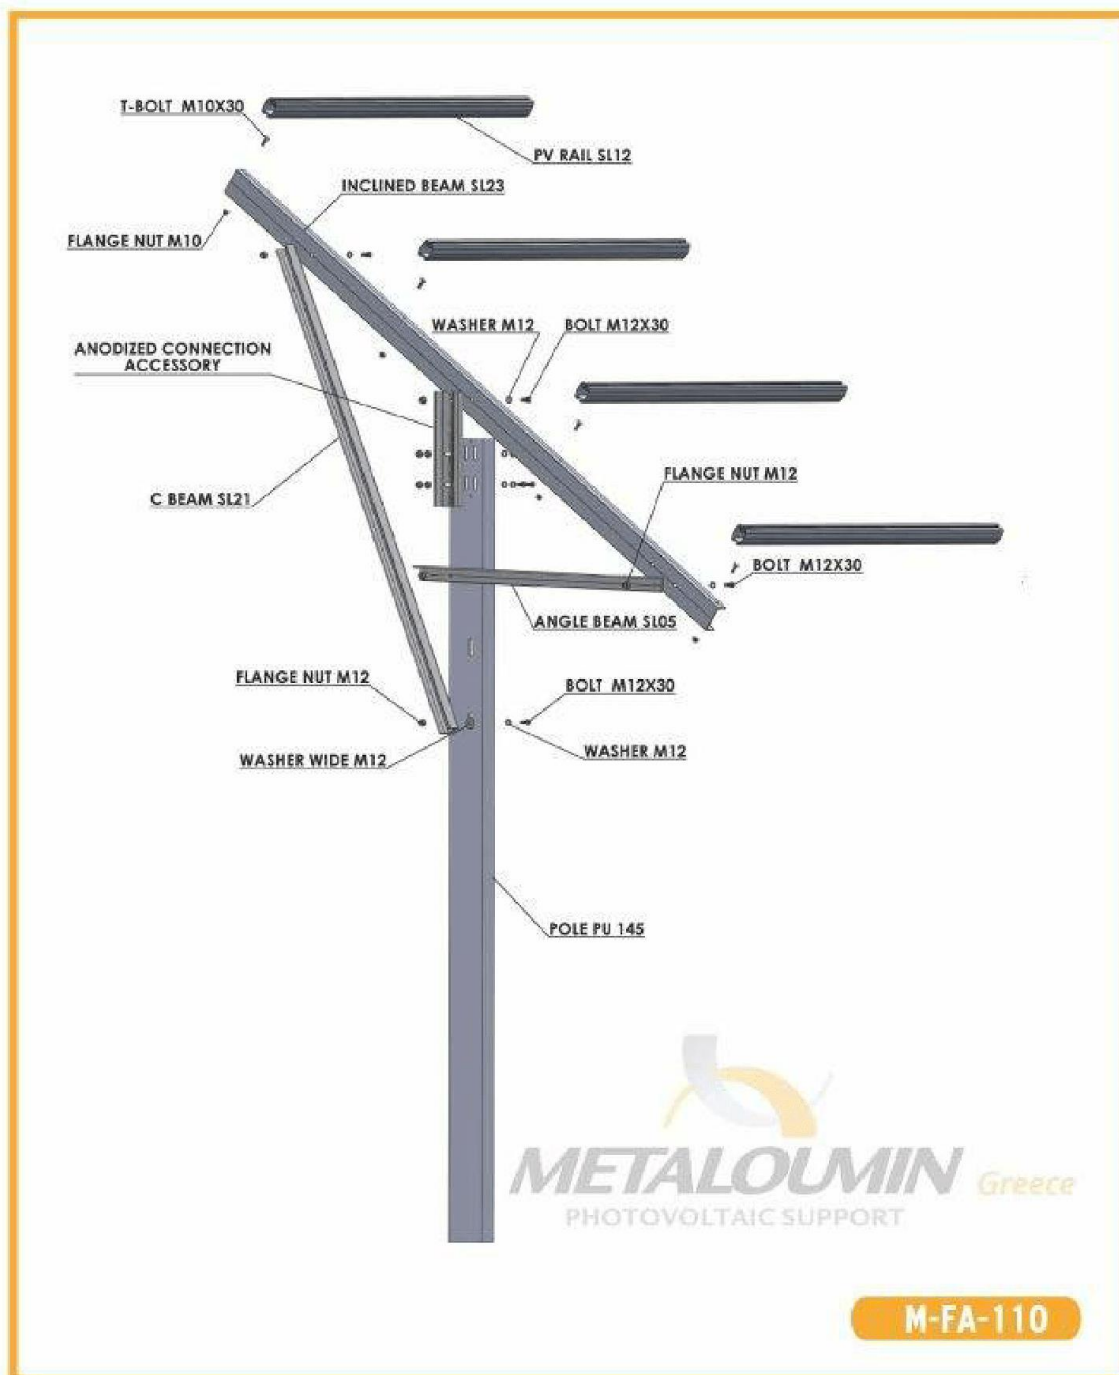 T-BOLT M10X30
PV RAIL SL12
INCLINED BEAM SL23
FLANGE NUT M10
WASHER M12
BOLT M12X30
ANODIZED CONNECTION
ACCESSORY
FLANGE NUT M12
C BEAM SL21
BOLT M12X30
ANGLE BEAM SL05
FLANGE NUT M12
BOLT M12X30
WASHER WIDE M12
WASHER M12
POLE PU 145
METALOUMIN Greece
PHOTOVOLTAIC SUPPORT
M-FA-110